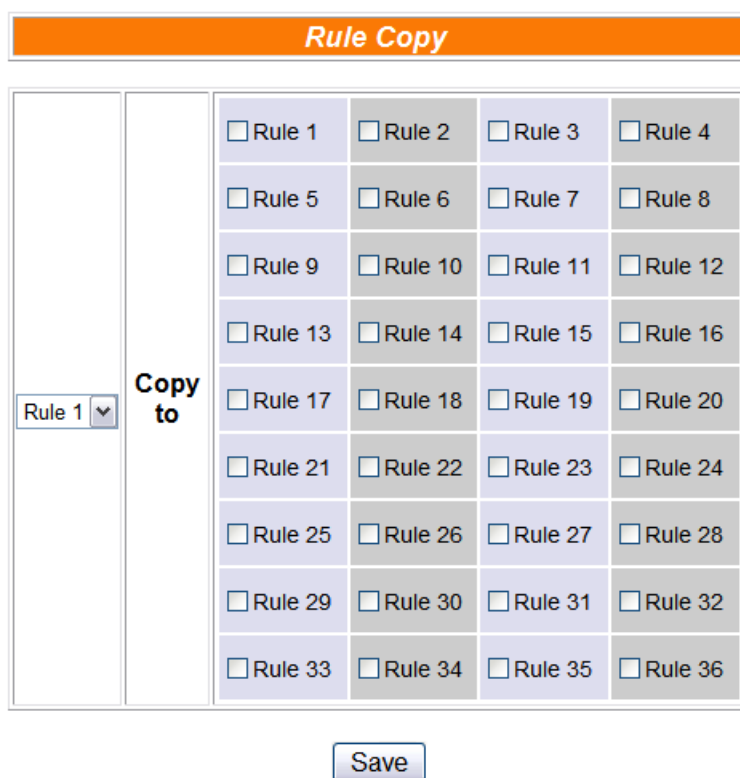 Rule Copy
Rule 1 Rule 2 Rule 3 Rule 4
Rule 5 Rule 6 Rule 7 Rule 8
Rule 9 Rule 10 Rule 11 Rule 12
Rule 13 Rule 14 Rule 15 Rule 16
Rule 1
Copy
to
Rule 17 Rule 18 Rule 19 Rule 20
Rule 21 Rule 22 Rule 23 Rule 24
Rule 25 Rule 26 Rule 27 Rule 28
Rule 29 Rule 30 Rule 31 Rule 32
Rule 33 Rule 34 Rule 35 Rule 36
Save